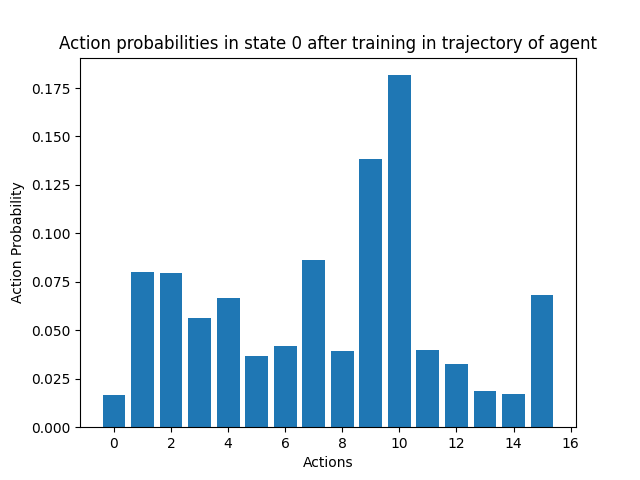 Action probabilities in state 0 after training in trajectory of agent
0.175
0.150
0.125
0.100
0.075
0.050
0.025
0.000
Action Probability
0 2 4 6 8 10 12 14 16
Actions